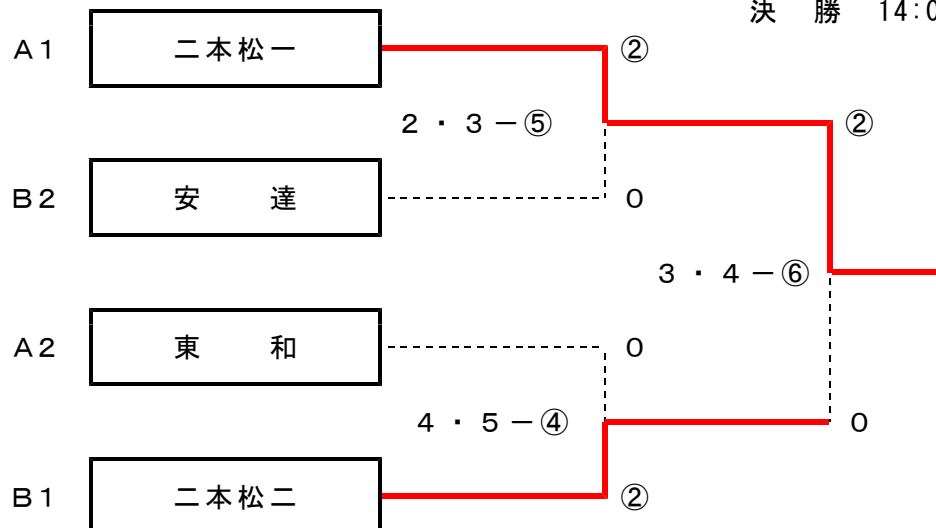 決　勝　14:0
A1 二本松一 ②
2・3－⑤ ②
B2 安　達 0
3・4－⑥
A2 東　和 0
4・5－④ 0
B1 二本松二 ②